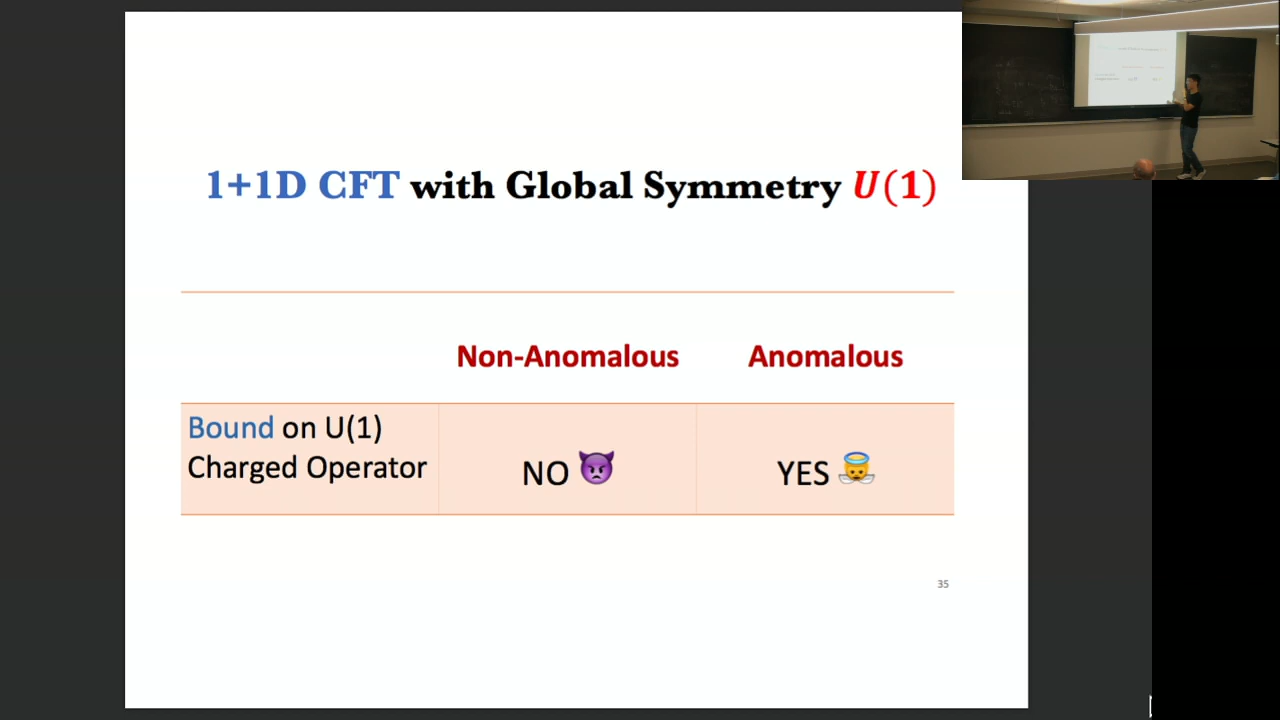 1+1D CFT with Global Symmetry U(1)
Non-Anomalous Anomalous
Bound on U(1)
Charged Operator
NO 👿 YES 😇
35